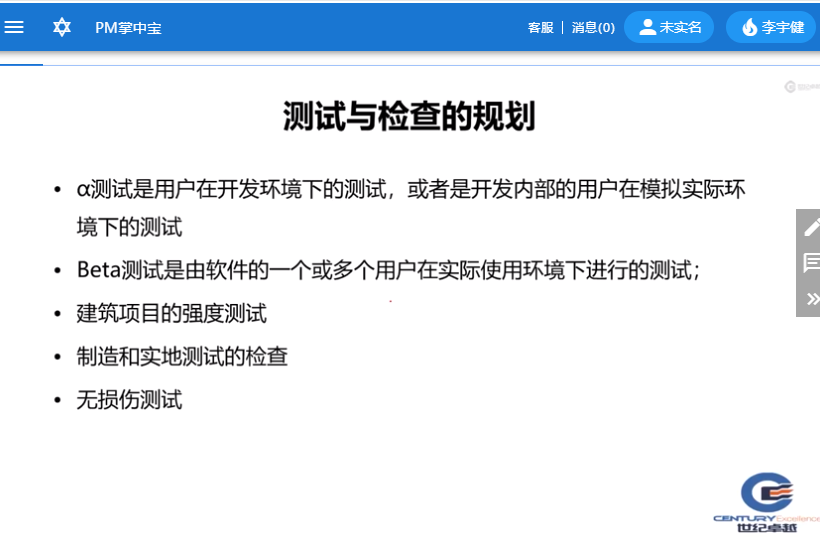 PM掌中宝
客服 | 消息(0) 未实名 李宇健
测试与检查的规划
• α测试是用户在开发环境下的测试，或者是开发内部的用户在模拟实际环
境下的测试
• Beta测试是由软件的一个或多个用户在实际使用环境下进行的测试；
• 建筑项目的强度测试
• 制造和实地测试的检查
• 无损伤测试
CENTURY Excellence
世纪卓越